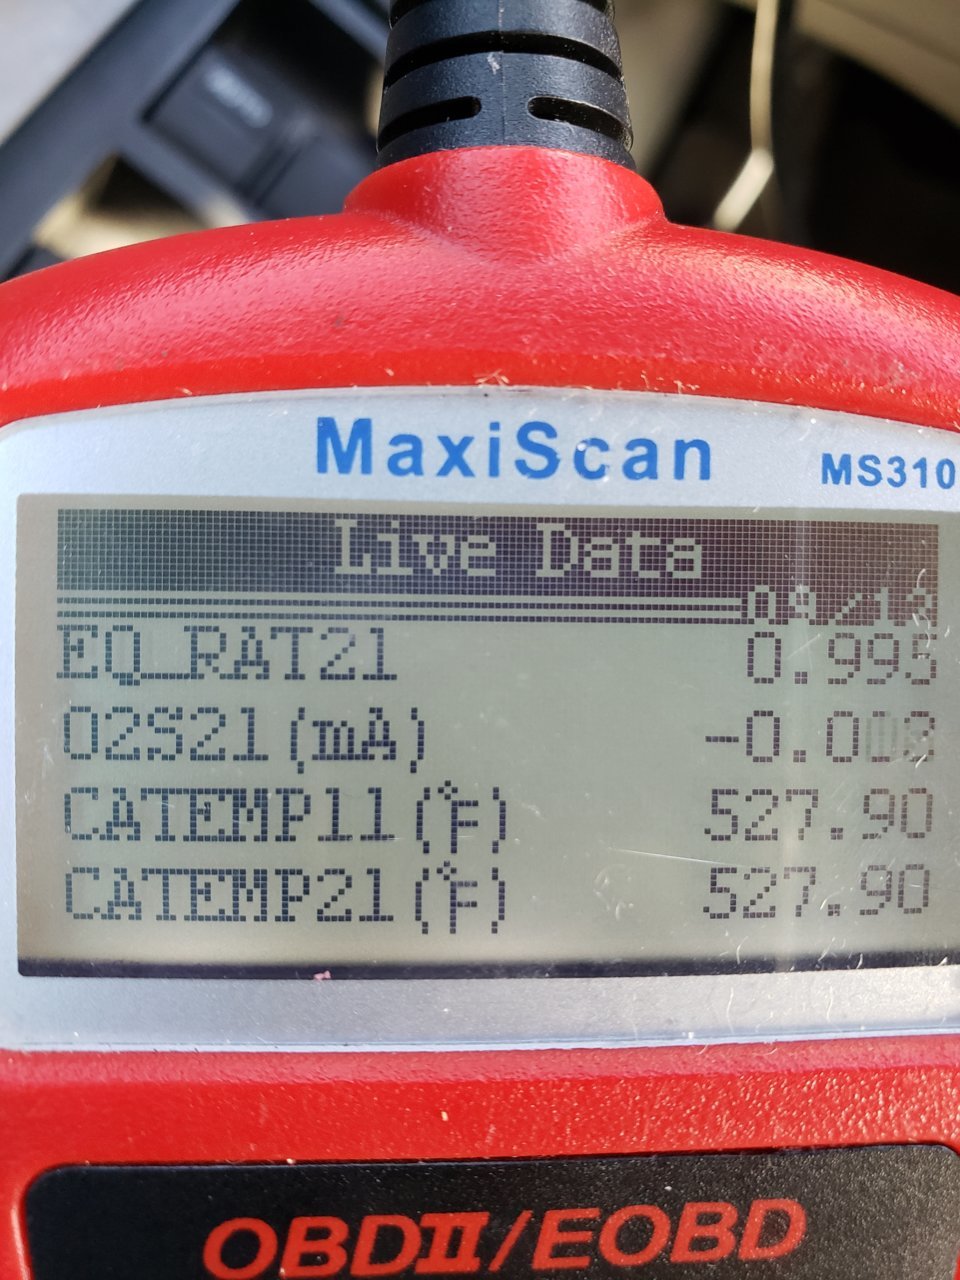 MaxiScan
MS310
Live Data
EQ_RAT21 0.995
O2S21(mA)
CATEMP11(°F) 527.90
CATEMP21(°F) 527.90
OBDII/EOBD